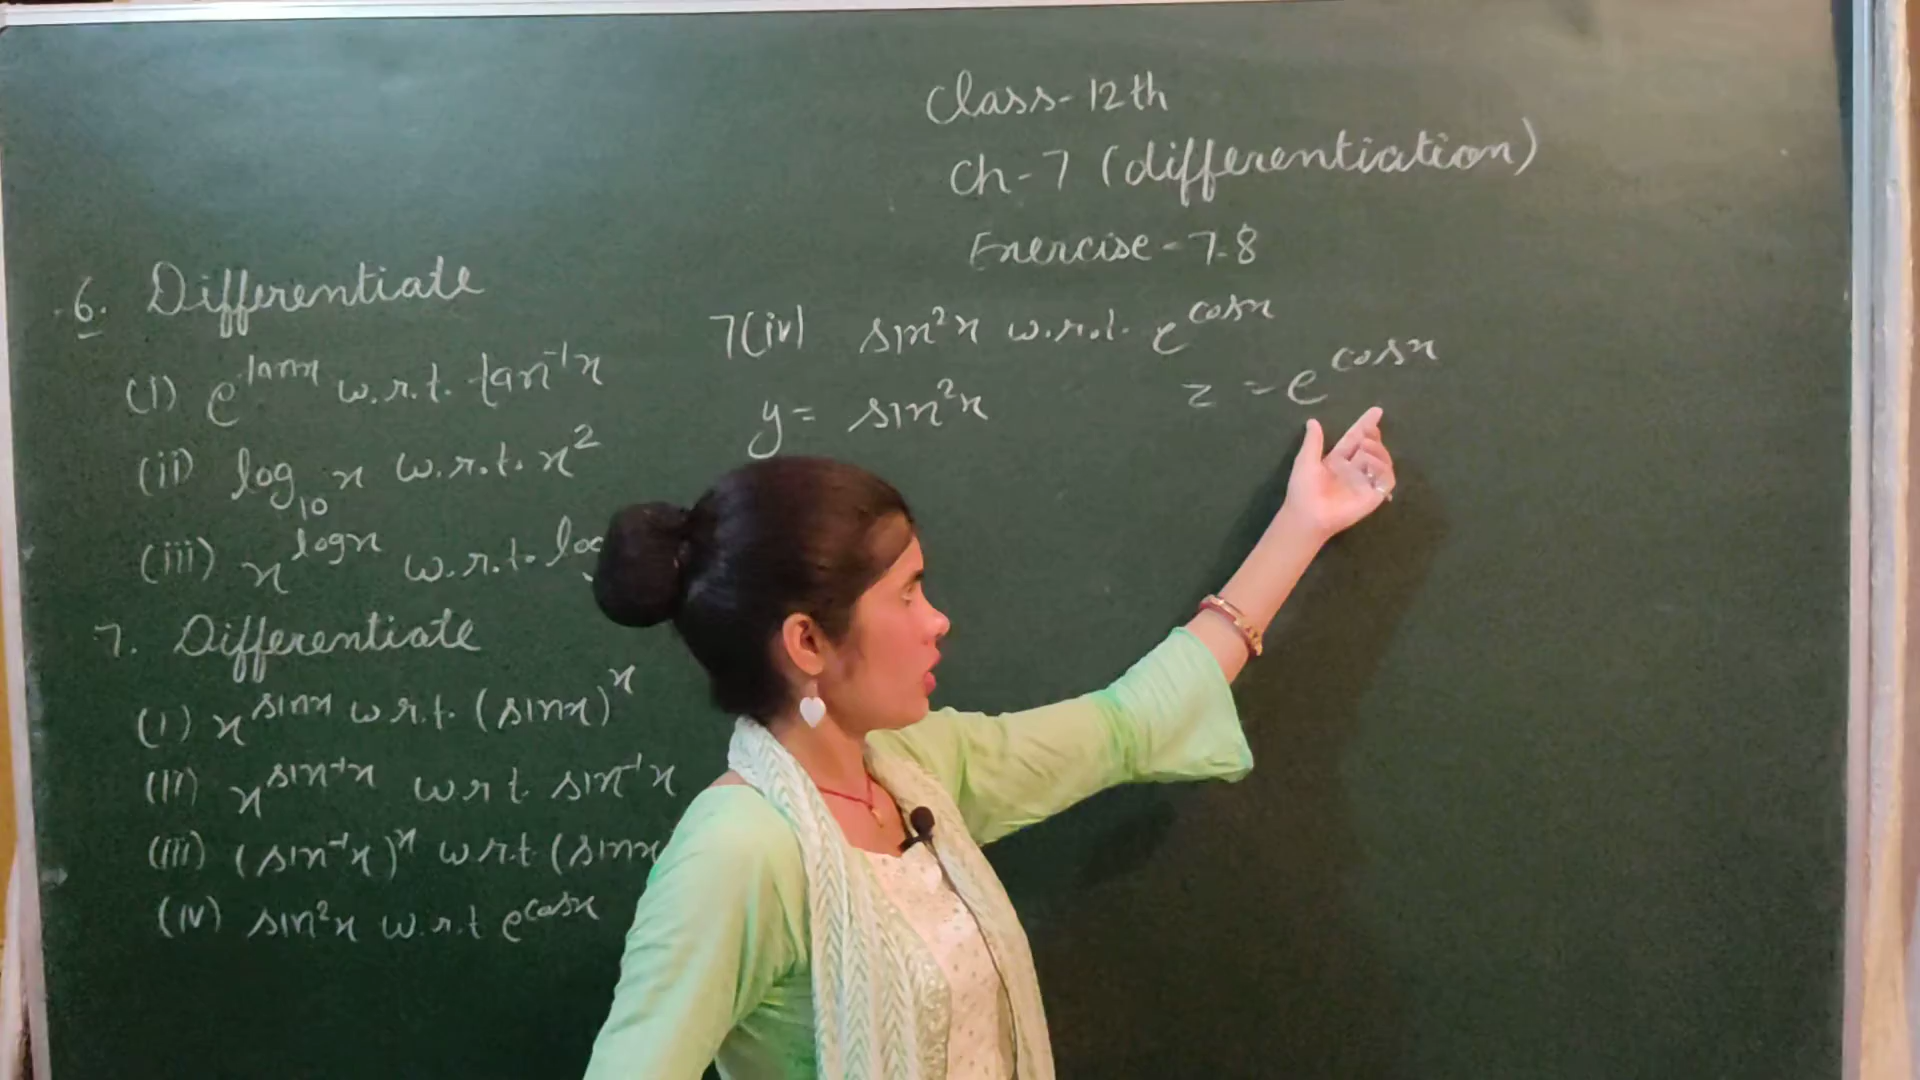 Class-12th
Ch-7 (differentiation)
Exercise-7.8
6. Differentiate
(i) e^tanx w.r.t. tan⁻¹x
(ii) log₁₀x w.r.t. x²
(iii) x^logx w.r.t. log
7. Differentiate
(i) x^sinx w.r.t. (sinx)^x
(ii) x^sin⁻¹x w r t. sin⁻¹x
(iii) (sin⁻¹x)^x w r.t (sinx
(iv) sin²x w.r.t e^cosx
7(iv) sin²x w.r.t. e^cosx
y = sin²x z = e^cosx